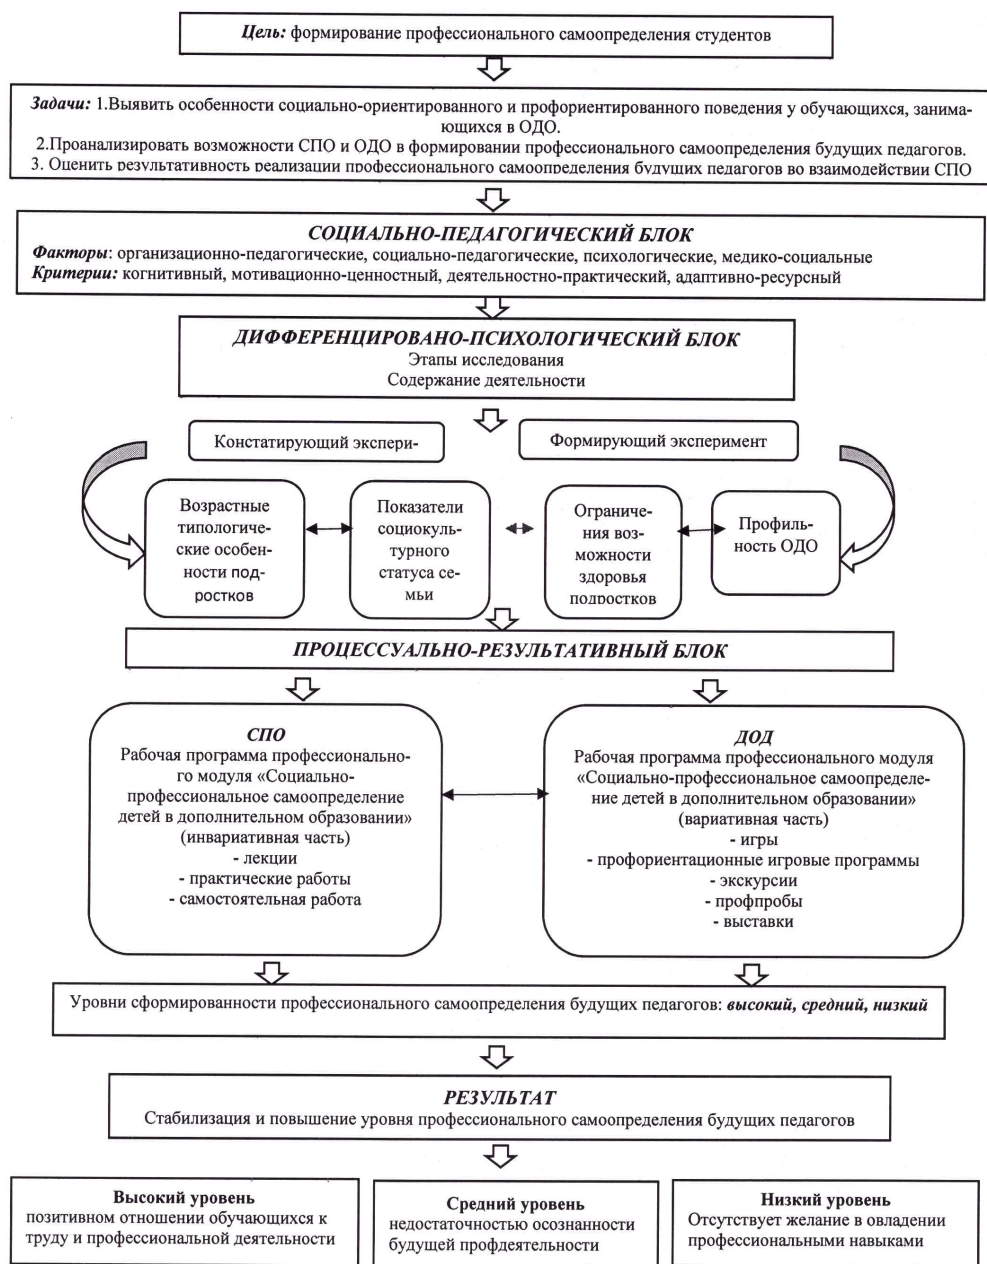 Цель: формирование профессионального самоопределения студентов
Задачи: 1.Выявить особенности социально-ориентированного и профориентированного поведения у обучающихся, занима-
ющихся в ОДО.
2.Проанализировать возможности СПО и ОДО в формировании профессионального самоопределения будущих педагогов.
3. Оценить результативность реализации профессионального самоопределения будущих педагогов во взаимодействии СПО
СОЦИАЛЬНО-ПЕДАГОГИЧЕСКИЙ БЛОК
Факторы: организационно-педагогические, социально-педагогические, психологические, медико-социальные
Критерии: когнитивный, мотивационно-ценностный, деятельностно-практический, адаптивно-ресурсный
ДИФФЕРЕНЦИРОВАНО-ПСИХОЛОГИЧЕСКИЙ БЛОК
Этапы исследования
Содержание деятельности
Констатирующий экспери-
Формирующий эксперимент
Возрастные
типологиче-
ские особен-
ности под-
ростков
Показатели
социокуль-
турного
статуса се-
мьи
Ограниче-
ния воз-
можности
здоровья
подростков
Профиль-
ность ОДО
ПРОЦЕССУАЛЬНО-РЕЗУЛЬТАТИВНЫЙ БЛОК
СПО
Рабочая программа профессионально-
го модуля «Социально-
профессиональное самоопределение
детей в дополнительном образовании»
(инвариативная часть)
- лекции
- практические работы
- самостоятельная работа
ДОД
Рабочая программа профессионального модуля
«Социально-профессиональное самоопределе-
ние детей в дополнительном образовании»
(вариативная часть)
- игры
- профориентационные игровые программы
- экскурсии
- профпробы
- выставки
Уровни сформированности профессионального самоопределения будущих педагогов: высокий, средний, низкий
РЕЗУЛЬТАТ
Стабилизация и повышение уровня профессионального самоопределения будущих педагогов
Высокий уровень
позитивном отношении обучающихся к
труду и профессиональной деятельности
Средний уровень
недостаточностью осознанности
будущей профдеятельности
Низкий уровень
Отсутствует желание в овладении
профессиональными навыками